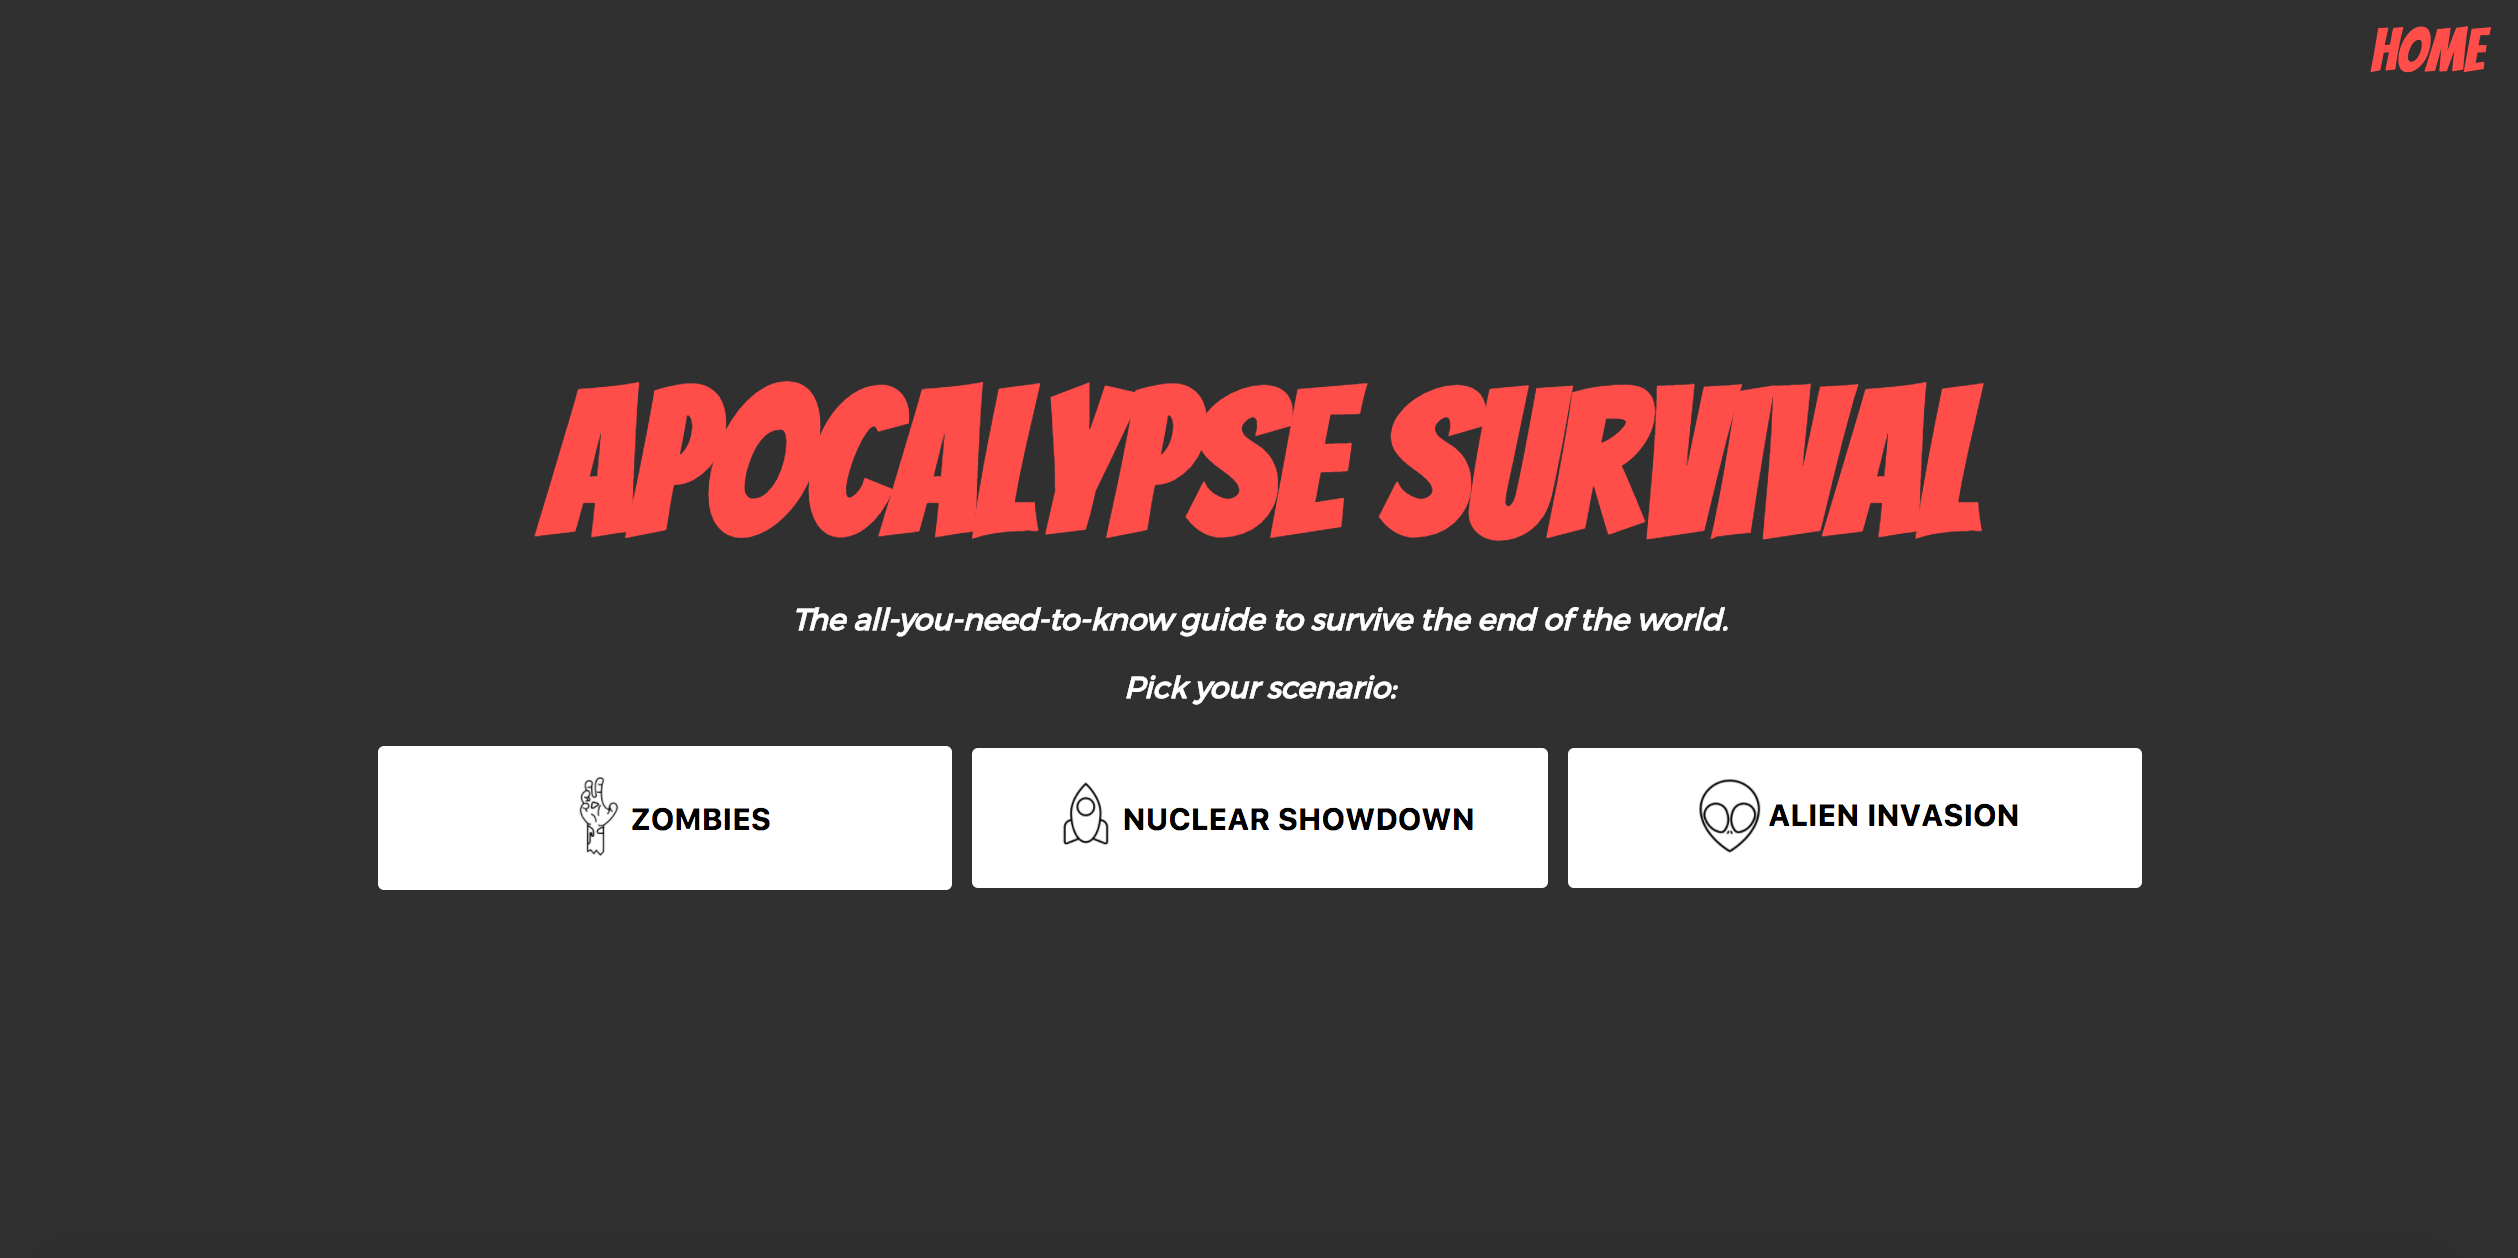 HOME
APOCALYPSE SURVIVAL
The all-you-need-to-know guide to survive the end of the world.
Pick your scenario:
ZOMBIES
NUCLEAR SHOWDOWN
ALIEN INVASION